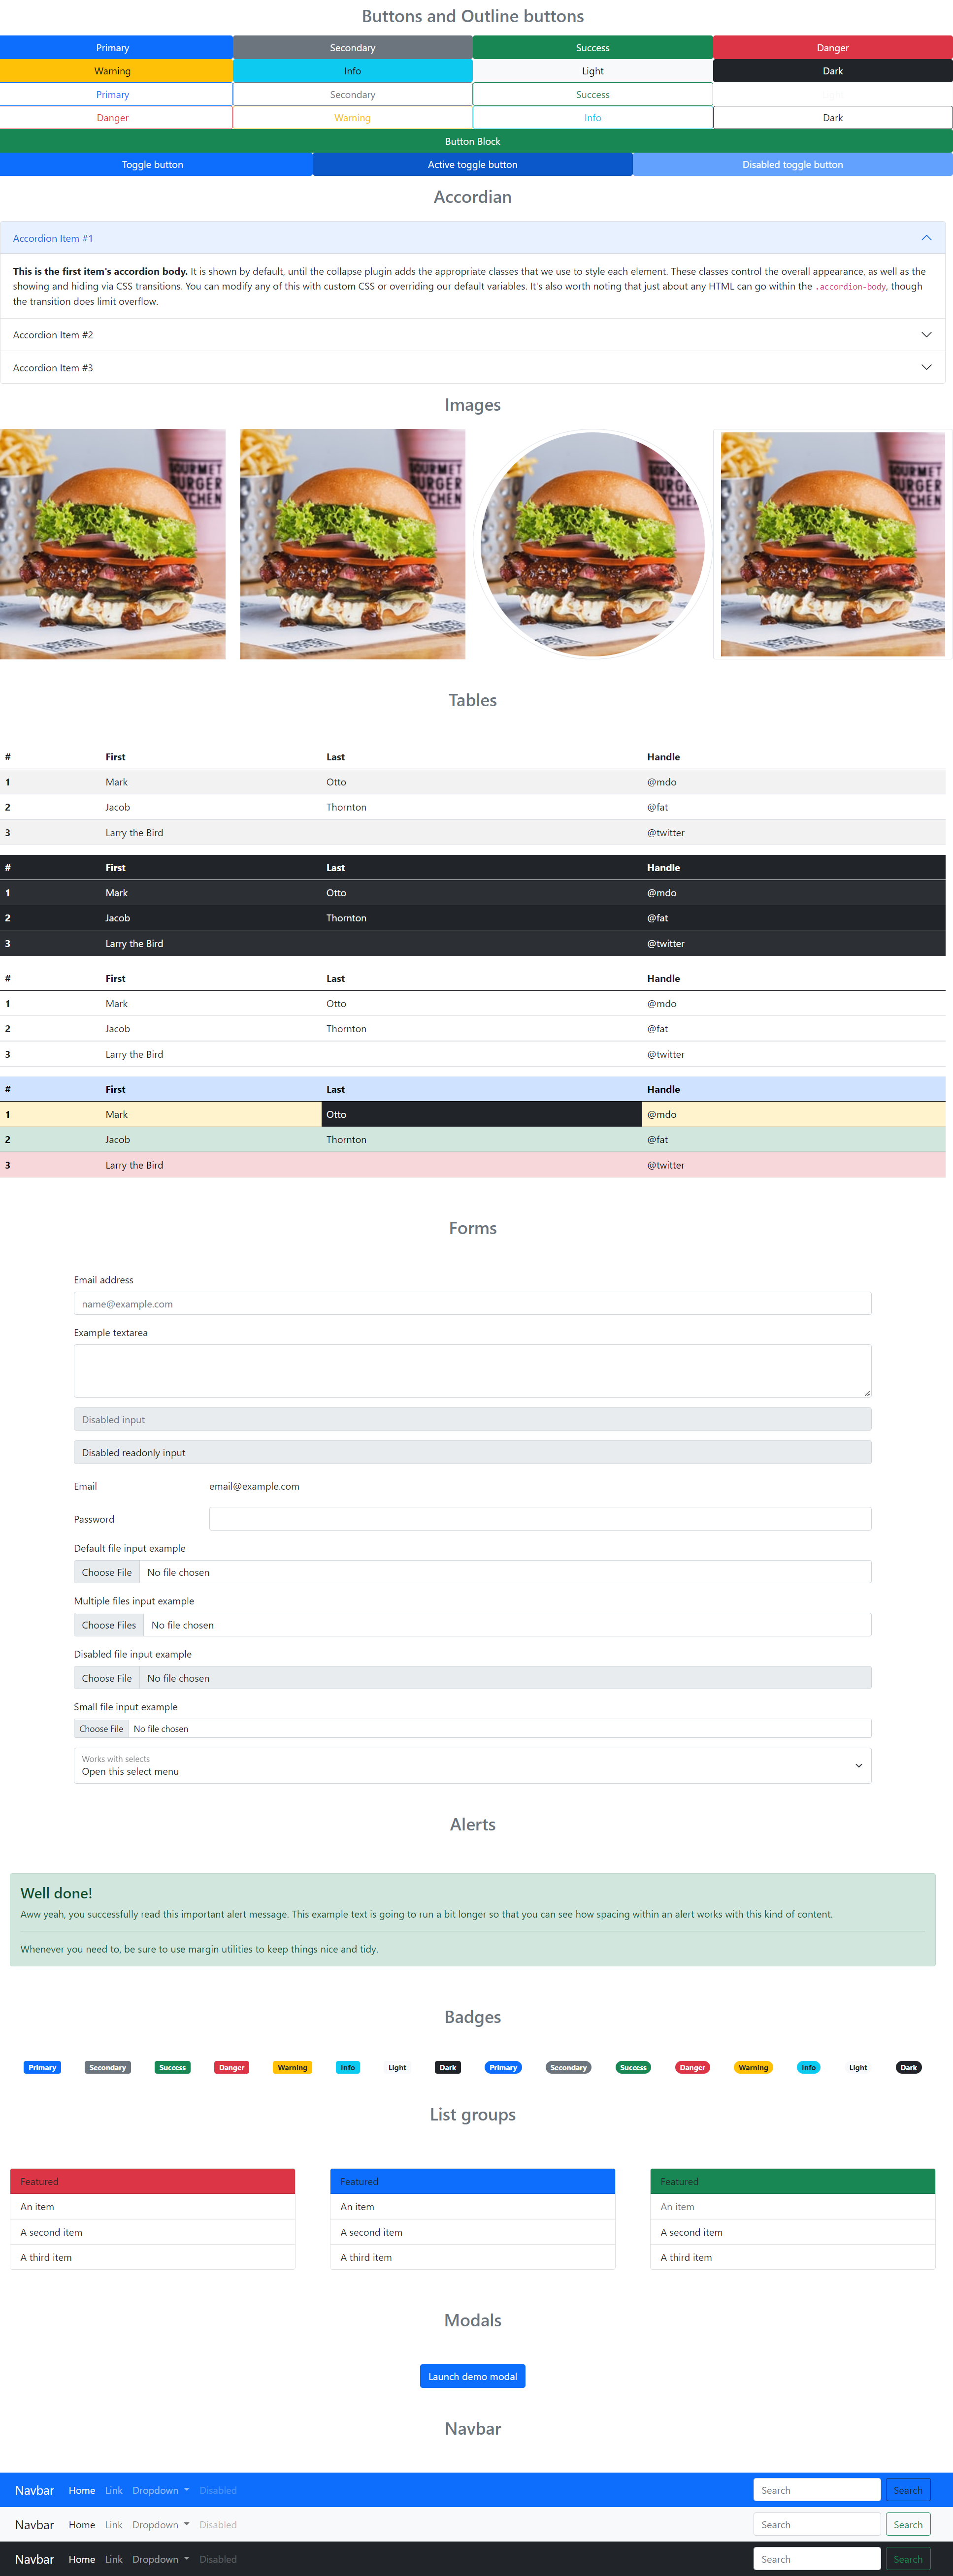 Buttons and Outline buttons
Primary Secondary Success Danger
Warning Info Light Dark
Primary Secondary Success
Danger Warning Info Dark
Button Block
Toggle button Active toggle button Disabled toggle button
Accordian
Accordion Item #1
This is the first item's accordion body. It is shown by default, until the collapse plugin adds the appropriate classes that we use to style each element. These classes control the overall appearance, as well as the
showing and hiding via CSS transitions. You can modify any of this with custom CSS or overriding our default variables. It's also worth noting that just about any HTML can go within the .accordion-body, though
the transition does limit overflow.
Accordion Item #2
Accordion Item #3
Images
GOURMET BURGER KITCHEN
GOURMET BURGER KITCHEN
GOURMET BURGER KITCHEN
Tables
# First Last Handle
1 Mark Otto @mdo
2 Jacob Thornton @fat
3 Larry the Bird @twitter
# First Last Handle
1 Mark Otto @mdo
2 Jacob Thornton @fat
3 Larry the Bird @twitter
# First Last Handle
1 Mark Otto @mdo
2 Jacob Thornton @fat
3 Larry the Bird @twitter
# First Last Handle
1 Mark Otto @mdo
2 Jacob Thornton @fat
3 Larry the Bird @twitter
Forms
Email address
name@example.com
Example textarea
Disabled input
Disabled readonly input
Email email@example.com
Password
Default file input example
Choose File No file chosen
Multiple files input example
Choose Files No file chosen
Disabled file input example
Choose File No file chosen
Small file input example
Choose File No file chosen
Works with selects
Open this select menu
Alerts
Well done!
Aww yeah, you successfully read this important alert message. This example text is going to run a bit longer so that you can see how spacing within an alert works with this kind of content.
Whenever you need to, be sure to use margin utilities to keep things nice and tidy.
Badges
Primary Secondary Success Danger Warning Info Light Dark Primary Secondary Success Danger Warning Info Light Dark
List groups
Featured Featured Featured
An item An item An item
A second item A second item A second item
A third item A third item A third item
Modals
Launch demo modal
Navbar
Navbar Home Link Dropdown Disabled Search Search
Navbar Home Link Dropdown Disabled Search Search
Navbar Home Link Dropdown Disabled Search Search